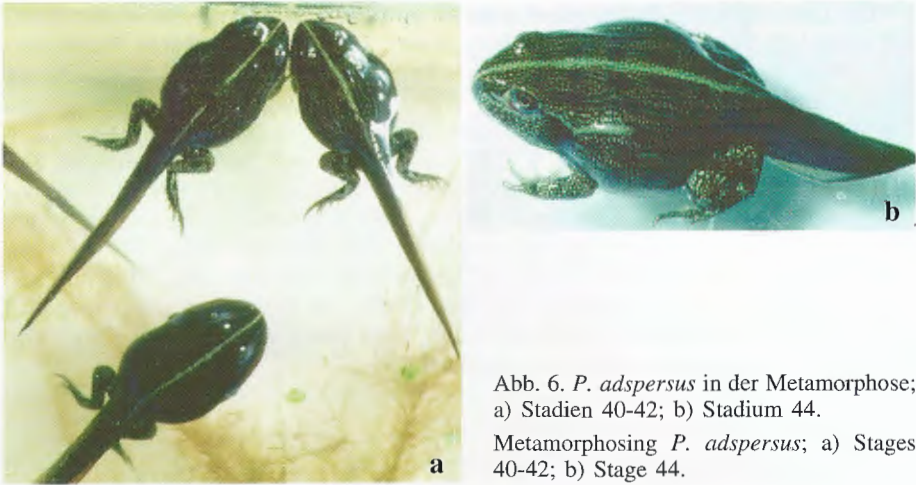 a
b
Abb. 6. P. adspersus in der Metamorphose;
a) Stadien 40-42; b) Stadium 44.
Metamorphosing P. adspersus; a) Stages
40-42; b) Stage 44.